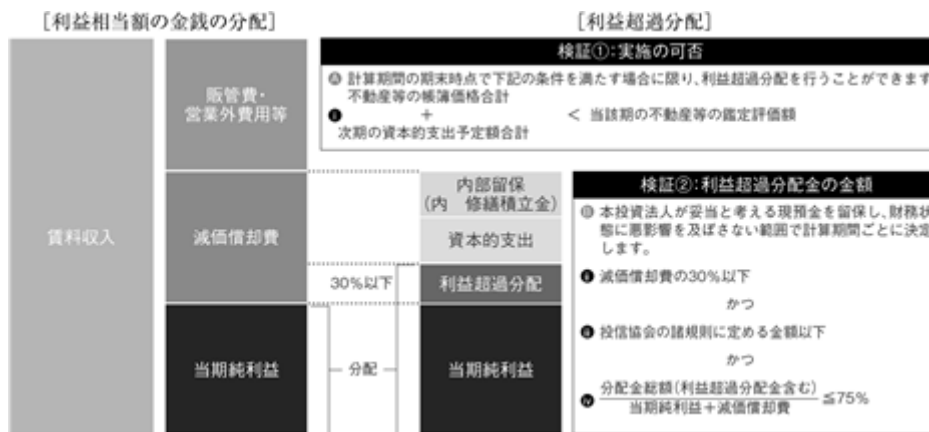 [利益相当額の金銭の分配]
[利益超過分配]
賃料収入
販管費・
営業外費用等
減価償却費
当期純利益
30%以下
分配
内部留保
(内 修繕積立金)
資本的支出
利益超過分配
当期純利益
検証①:実施の可否
計算期間の期末時点で下記の条件を満たす場合に限り、利益超過分配を行うことができます
不動産等の帳簿価格合計
+
次期の資本的支出予定額合計
< 当該期の不動産等の鑑定評価額
検証②:利益超過分配金の金額
本投資法人が妥当と考える現預金を留保し、財務状
態に悪影響を及ぼさない範囲で計算期間ごとに決定
します。
減価償却費の30%以下
かつ
投信協会の諸規則に定める金額以下
かつ
分配金総額(利益超過分配金含む)
当期純利益+減価償却費
≦75%